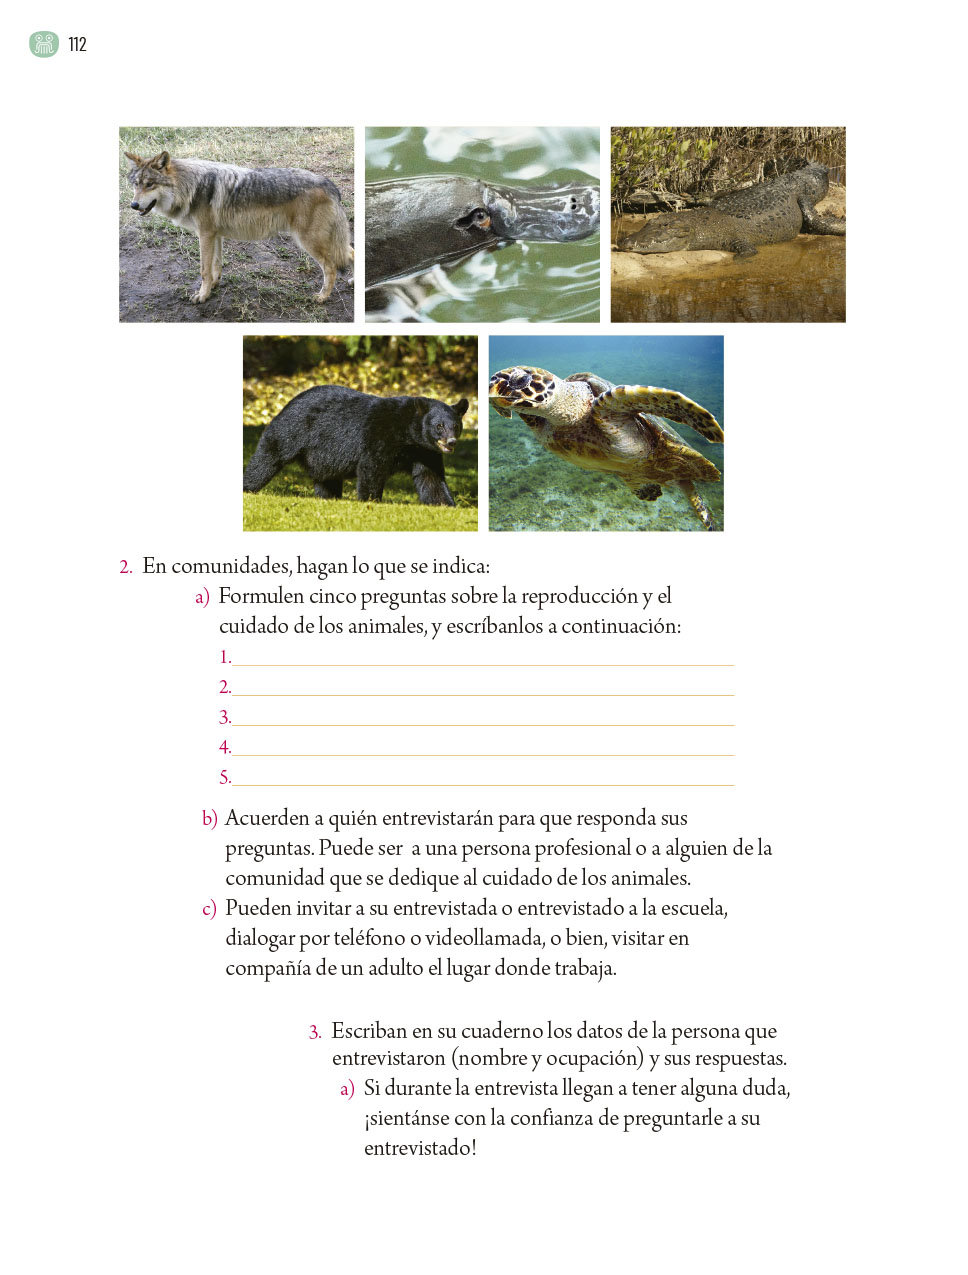 112
2. En comunidades, hagan lo que se indica:
a) Formulen cinco preguntas sobre la reproducción y el
cuidado de los animales, y escríbanlos a continuación:
1.
2.
3.
4.
5.
b) Acuerden a quién entrevistarán para que responda sus
preguntas. Puede ser a una persona profesional o a alguien de la
comunidad que se dedique al cuidado de los animales.
c) Pueden invitar a su entrevistada o entrevistado a la escuela,
dialogar por teléfono o videollamada, o bien, visitar en
compañía de un adulto el lugar donde trabaja.
3. Escriban en su cuaderno los datos de la persona que
entrevistaron (nombre y ocupación) y sus respuestas.
a) Si durante la entrevista llegan a tener alguna duda,
¡sientánse con la confianza de preguntarle a su
entrevistado!